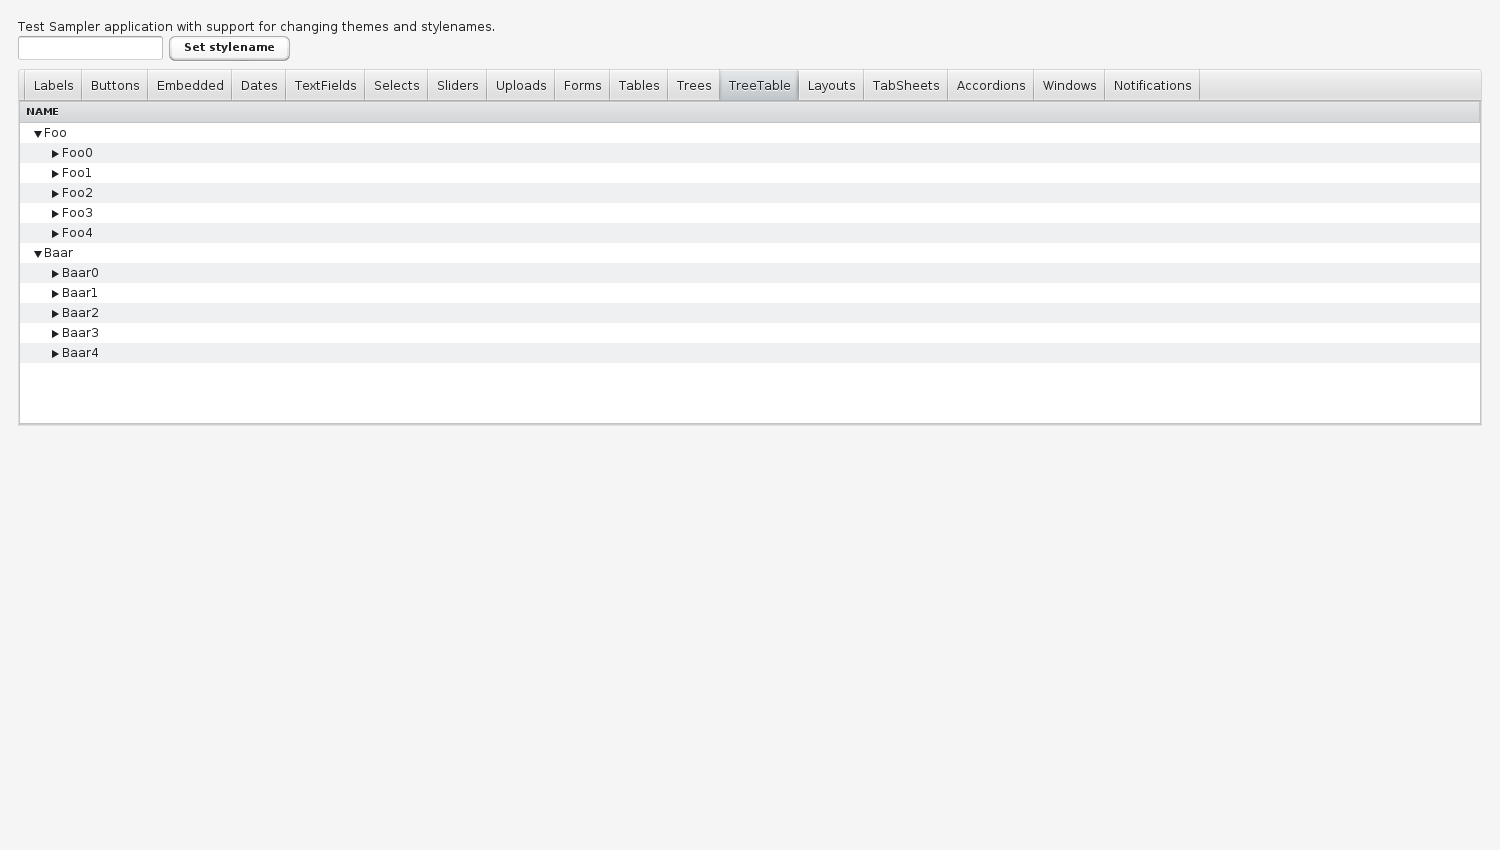 Test Sampler application with support for changing themes and stylenames.
Set stylename
Labels Buttons Embedded Dates TextFields Selects Sliders Uploads Forms Tables Trees TreeTable Layouts TabSheets Accordions Windows Notifications
NAME
Foo
Foo0
Foo1
Foo2
Foo3
Foo4
Baar
Baar0
Baar1
Baar2
Baar3
Baar4